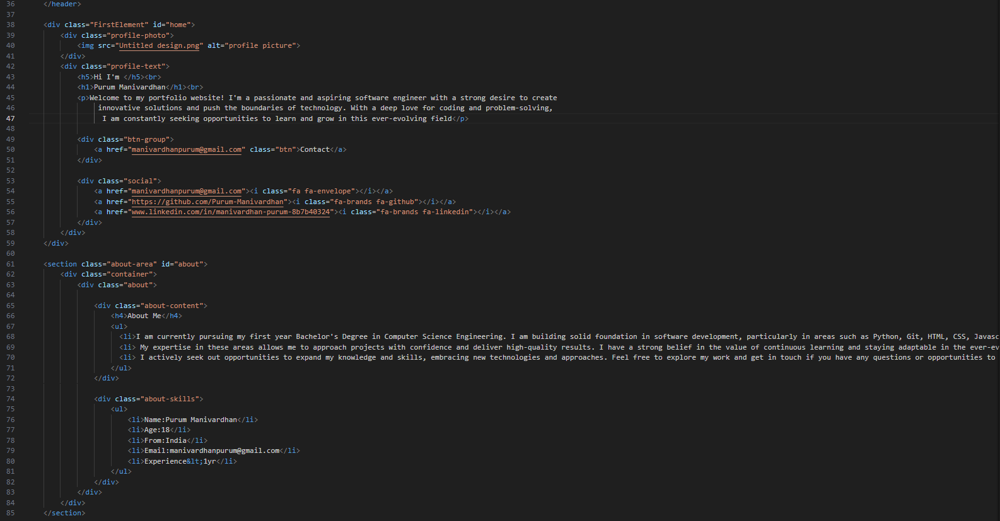 36 </header>
37
38 <div class="FirstElement" id="home">
39 <div class="profile-photo">
40 <img src="Untitled design.png" alt="profile picture">
41 </div>
42 <div class="profile-text">
43 <h5>Hi I'm </h5><br>
44 <h1>Purum Manivardhan</h1><br>
45 <p>Welcome to my portfolio website! I'm a passionate and aspiring software engineer with a strong desire to create
46 innovative solutions and push the boundaries of technology. With a deep love for coding and problem-solving,
47 I am constantly seeking opportunities to learn and grow in this ever-evolving field</p>
48
49 <div class="btn-group">
50 <a href="manivardhanpurum@gmail.com" class="btn">Contact</a>
51 </div>
52
53 <div class="social">
54 <a href="manivardhanpurum@gmail.com"><i class="fa fa-envelope"></i></a>
55 <a href="https://github.com/Purum-Manivardhan"><i class="fa-brands fa-github"></i></a>
56 <a href="www.linkedin.com/in/manivardhan-purum-8b7b40324"><i class="fa-brands fa-linkedin"></i></a>
57 </div>
58 </div>
59 </div>
60
61 <section class="about-area" id="about">
62 <div class="container">
63 <div class="about">
64
65 <div class="about-content">
66 <h4>About Me</h4>
67 <ul>
68 <li>I am currently pursuing my first year Bachelor's Degree in Computer Science Engineering. I am building solid foundation in software development, particularly in areas such as Python, Git, HTML, CSS, Javasc
69 <li> My expertise in these areas allows me to approach projects with confidence and deliver high-quality results. I have a strong belief in the value of continuous learning and staying adaptable in the ever-ev
70 <li> I actively seek out opportunities to expand my knowledge and skills, embracing new technologies and approaches. Feel free to explore my work and get in touch if you have any questions or opportunities to
71 </ul>
72 </div>
73
74 <div class="about-skills">
75 <ul>
76 <li>Name:Purum Manivardhan</li>
77 <li>Age:18</li>
78 <li>From:India</li>
79 <li>Email:manivardhanpurum@gmail.com</li>
80 <li>Experience&lt;1yr</li>
81 </ul>
82 </div>
83 </div>
84 </div>
85 </section>